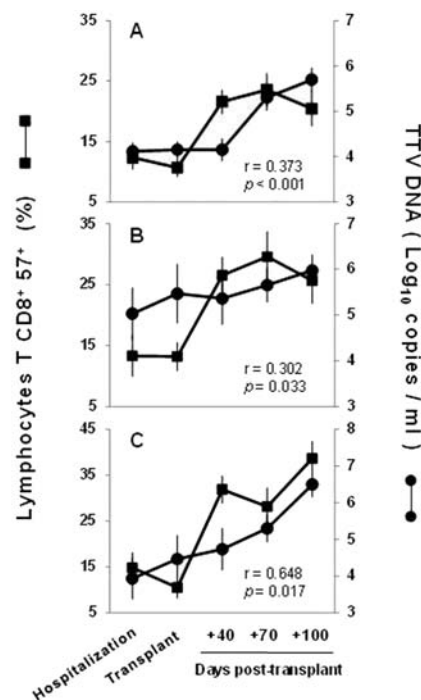 Lymphocytes T CD8+ 57+ (%)
TTV DNA ( Log10 copies / ml )
A
35
25
15
5
7
6
5
4
3
r = 0.373
p < 0.001
B
35
25
15
5
7
6
5
4
3
r = 0.302
p = 0.033
C
45
35
25
15
5
8
7
6
5
4
3
r = 0.648
p = 0.017
Hospitalization
Transplant
+40 +70 +100
Days post-transplant